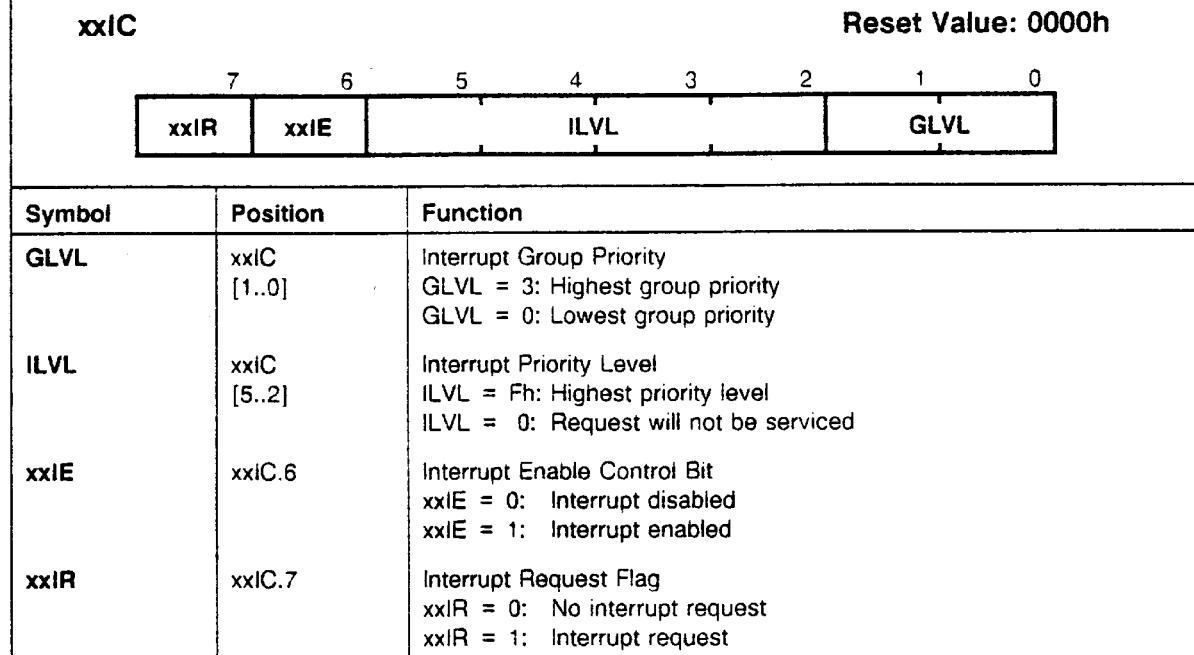 xxIC Reset Value: 0000h
7 6 5 4 3 2 1 0
xxIR xxIE ILVL GLVL
Symbol Position Function
GLVL xxIC Interrupt Group Priority
[1..0] GLVL = 3: Highest group priority
GLVL = 0: Lowest group priority
ILVL xxIC Interrupt Priority Level
[5..2] ILVL = Fh: Highest priority level
ILVL = 0: Request will not be serviced
xxIE xxIC.6 Interrupt Enable Control Bit
xxIE = 0: Interrupt disabled
xxIE = 1: Interrupt enabled
xxIR xxIC.7 Interrupt Request Flag
xxIR = 0: No interrupt request
xxIR = 1: Interrupt request